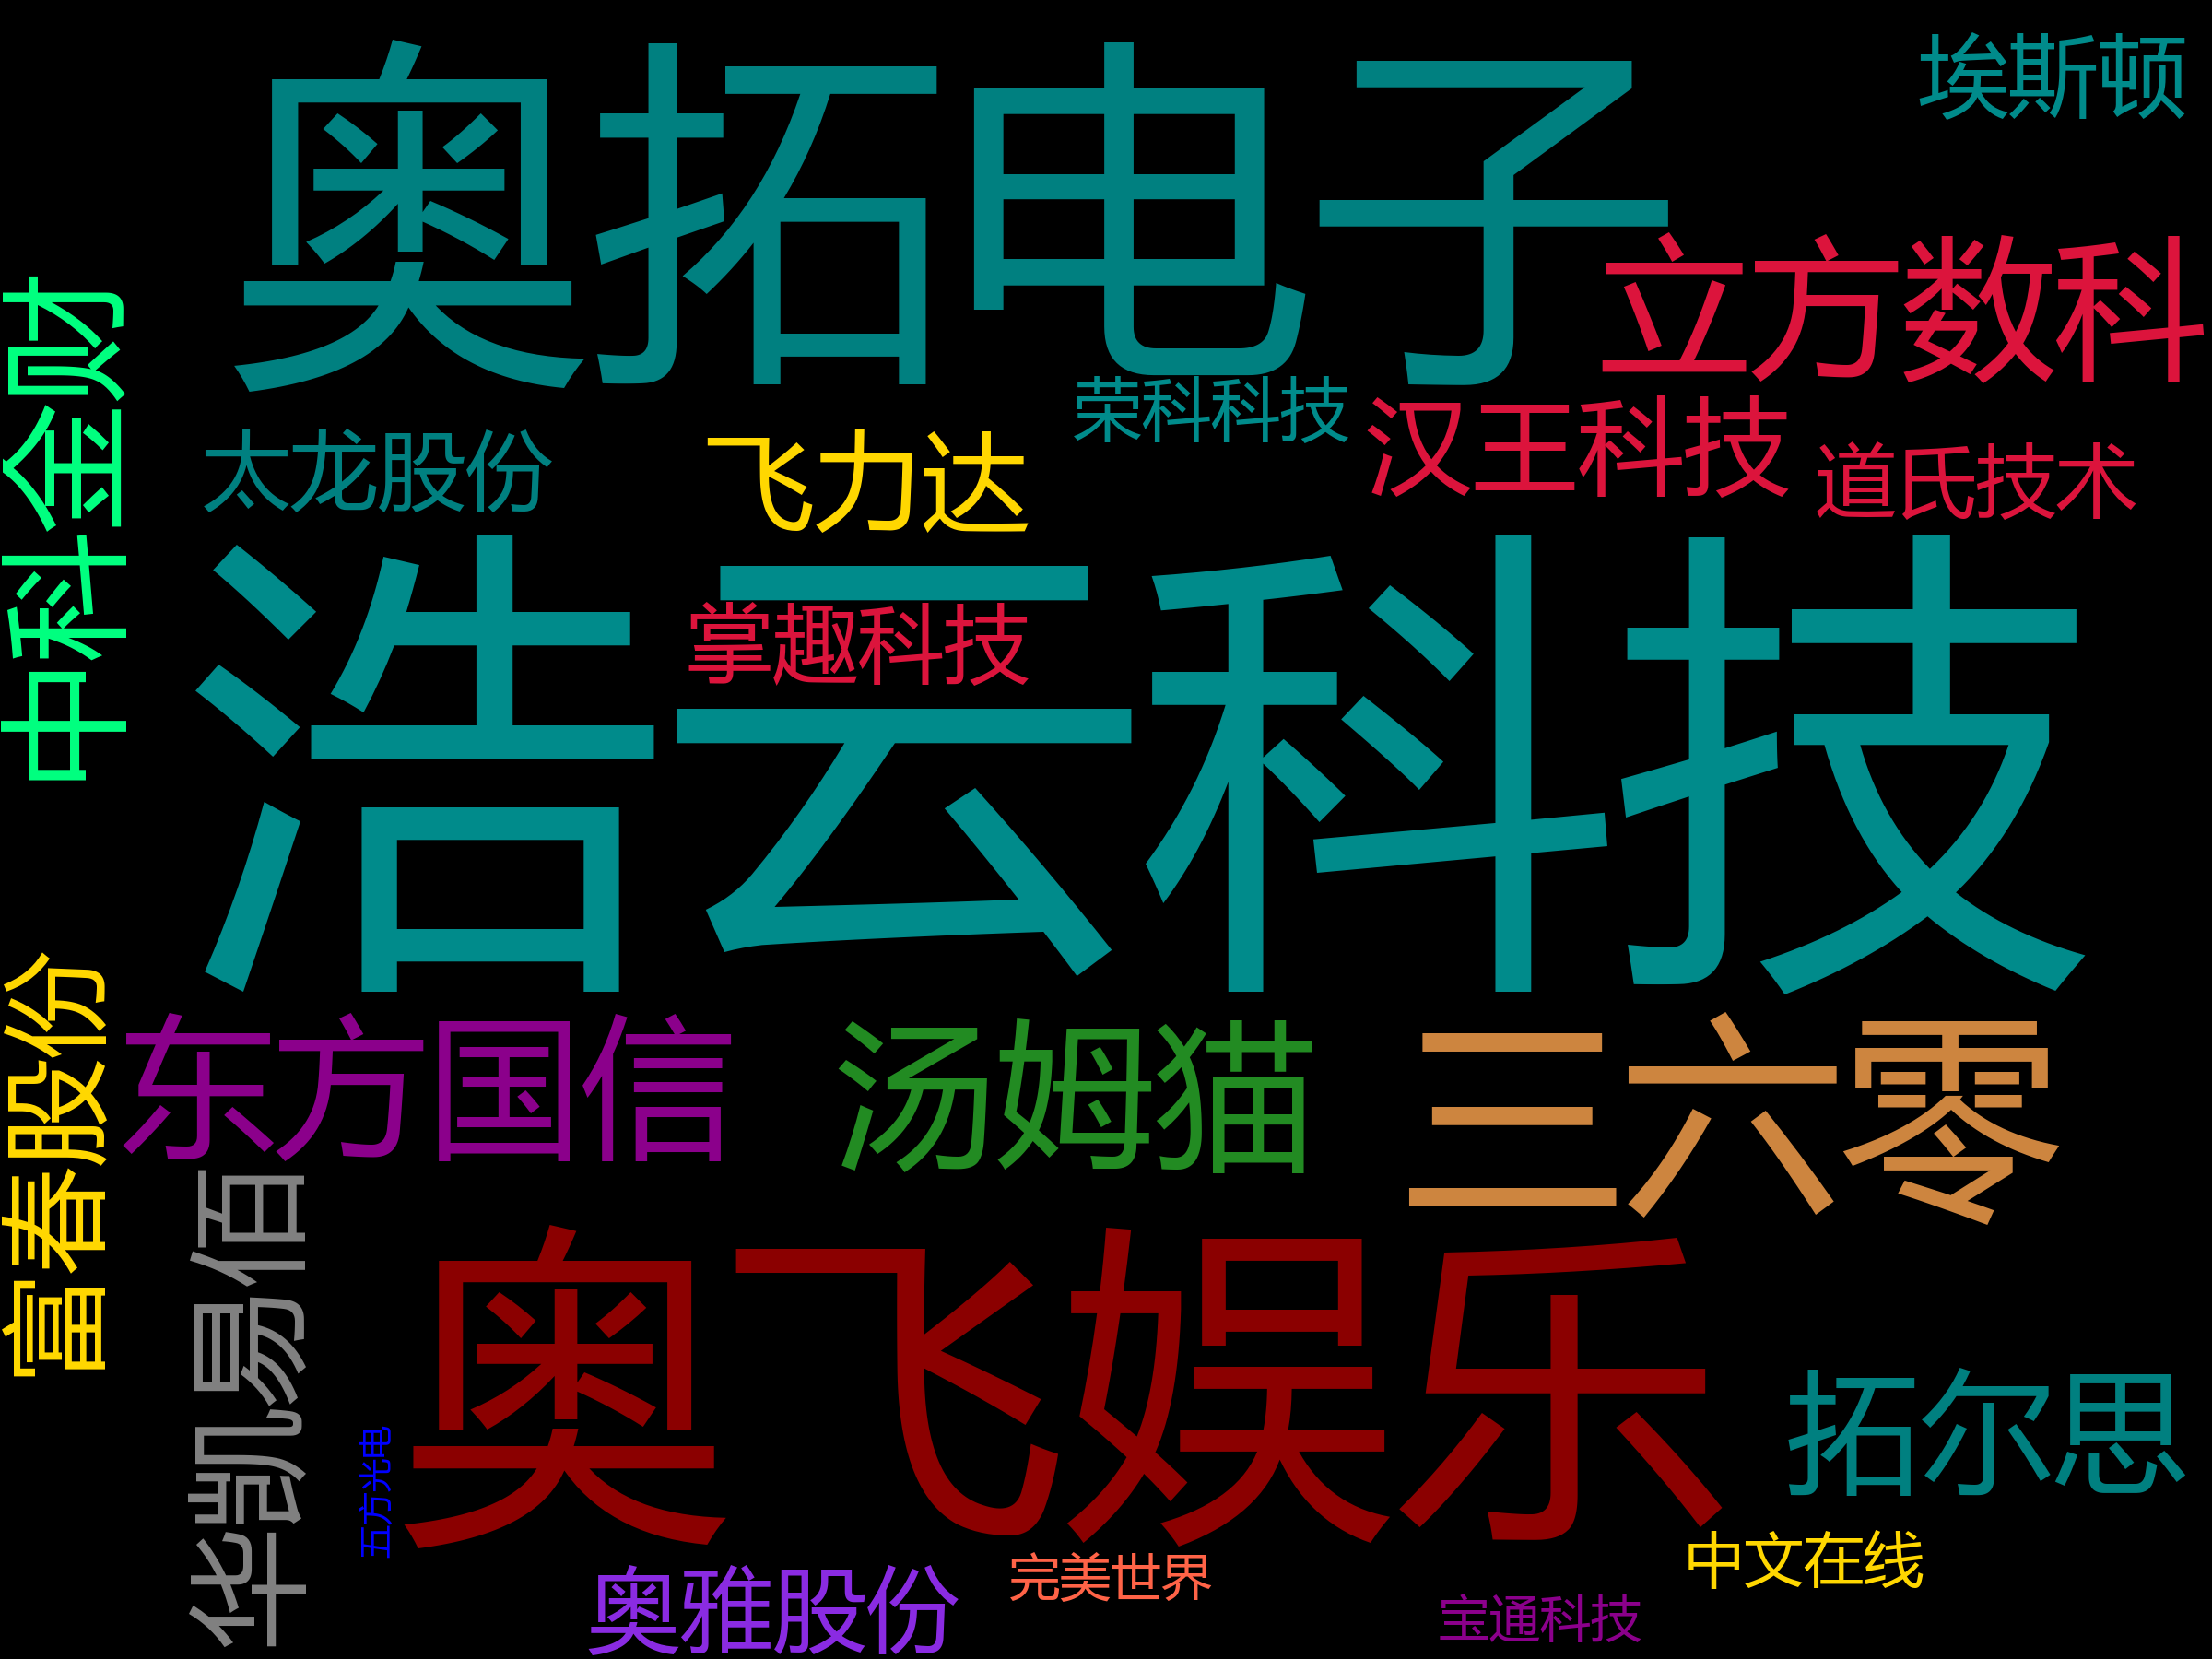 奥拓电子
埃斯顿
立方数科
中科金财
荣科科技
汉王科技
太龙股份
飞力达
道氏技术
浩云科技
掌趣科技
富春股份
东方国信
汤姆猫
三六零
华凯易佰
奥飞娱乐
拓尔思
五方光电
中文在线
奥雅股份
完美世界
宝通科技